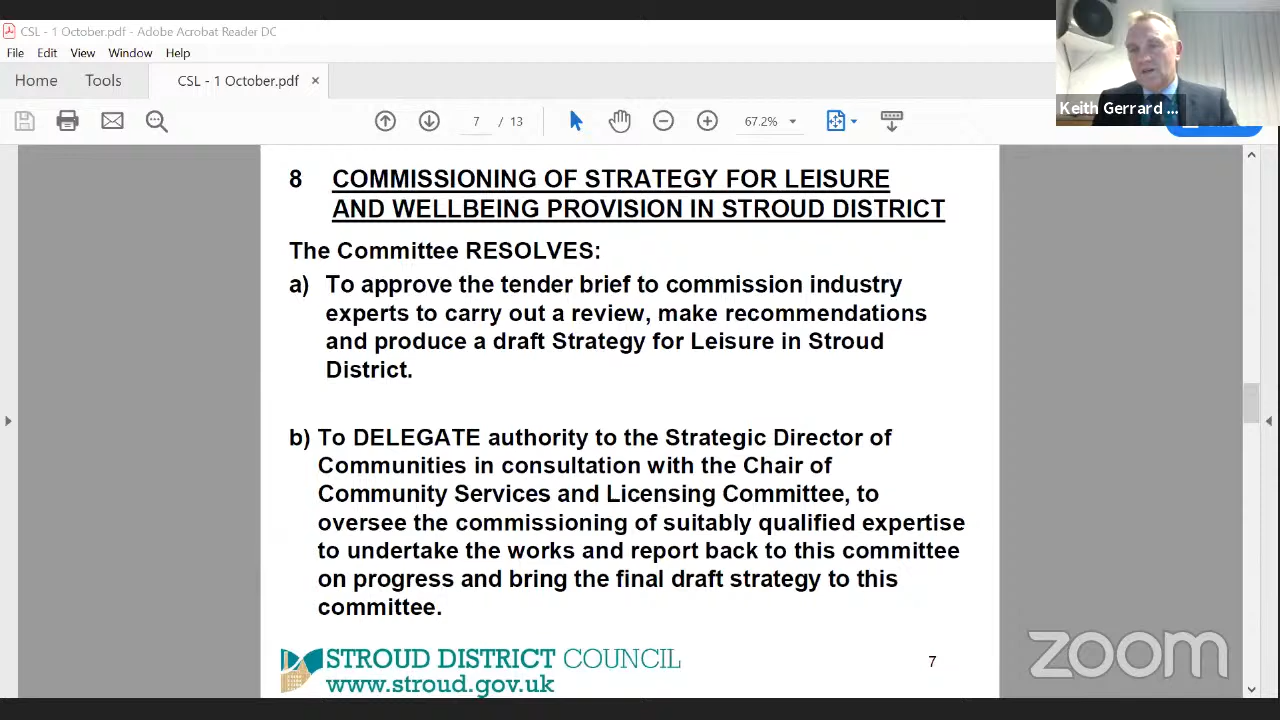 CSL - 1 October.pdf - Adobe Acrobat Reader DC
File Edit View Window Help
Home Tools CSL - 1 October.pdf ×
7 / 13 67.2%
Keith Gerrard ...
8 COMMISSIONING OF STRATEGY FOR LEISURE
AND WELLBEING PROVISION IN STROUD DISTRICT
The Committee RESOLVES:
a) To approve the tender brief to commission industry
experts to carry out a review, make recommendations
and produce a draft Strategy for Leisure in Stroud
District.
b) To DELEGATE authority to the Strategic Director of
Communities in consultation with the Chair of
Community Services and Licensing Committee, to
oversee the commissioning of suitably qualified expertise
to undertake the works and report back to this committee
on progress and bring the final draft strategy to this
committee.
STROUD DISTRICT COUNCIL
www.stroud.gov.uk
7
zoom